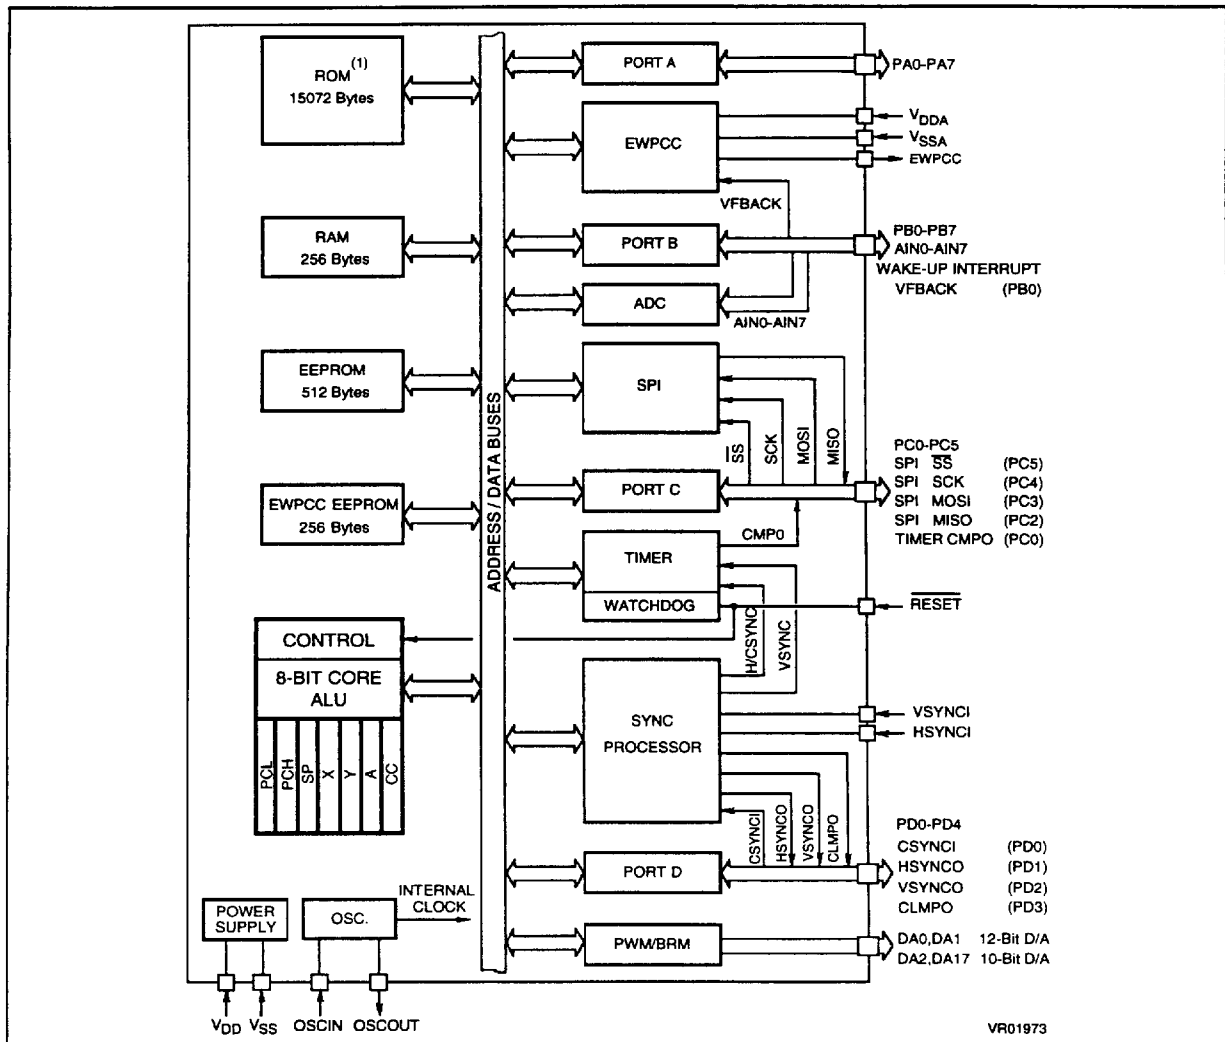 ROM (1)
15072 Bytes
RAM
256 Bytes
EEPROM
512 Bytes
EWPCC EEPROM
256 Bytes
CONTROL
8-BIT CORE
ALU
PCL
PCH
SP
X
Y
A
CC
POWER
SUPPLY
OSC.
INTERNAL
CLOCK
VDD
VSS
OSCIN
OSCOUT
ADDRESS / DATA BUSES
PORT A
EWPCC
VFBACK
PORT B
ADC
AIN0-AIN7
SPI
SS
SCK
MOSI
MISO
PORT C
CMP0
TIMER
WATCHDOG
H/CSYNC
VSYNC
SYNC
PROCESSOR
CSYNCI
HSYNCO
VSYNCO
CLMPO
PORT D
PWM/BRM
PA0-PA7
VDDA
VSSA
EWPCC
PB0-PB7
AIN0-AIN7
WAKE-UP INTERRUPT
VFBACK (PB0)
PC0-PC5
SPI SS (PC5)
SPI SCK (PC4)
SPI MOSI (PC3)
SPI MISO (PC2)
TIMER CMPO (PC0)
RESET
VSYNCI
HSYNCI
PD0-PD4
CSYNCI (PD0)
HSYNCO (PD1)
VSYNCO (PD2)
CLMPO (PD3)
DA0,DA1 12-Bit D/A
DA2,DA17 10-Bit D/A
VR01973